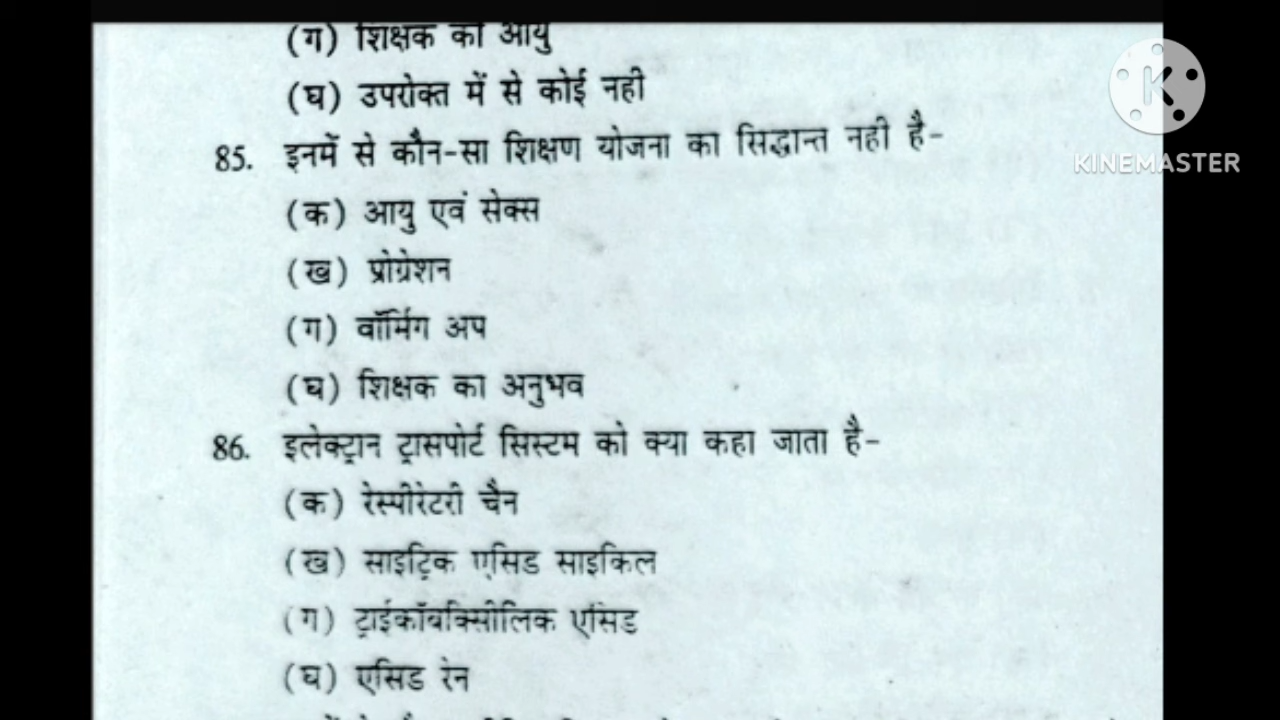 (ग) शिक्षक की आयु
(घ) उपरोक्त में से कोई नही
KINEMASTER
85. इनमें से कौन-सा शिक्षण योजना का सिद्धान्त नही है-
(क) आयु एवं सेक्स
(ख) प्रोग्रेशन
(ग) वॉर्मिग अप
(घ) शिक्षक का अनुभव
86. इलेक्ट्रान ट्रासपोर्ट सिस्टम को क्या कहा जाता है-
(क) रेस्पीरेटरी चैन
(ख) साइट्रिक एसिड साइकिल
(ग) ट्राईकॉबक्सिीलिक एसिड
(घ) एसिड रेन